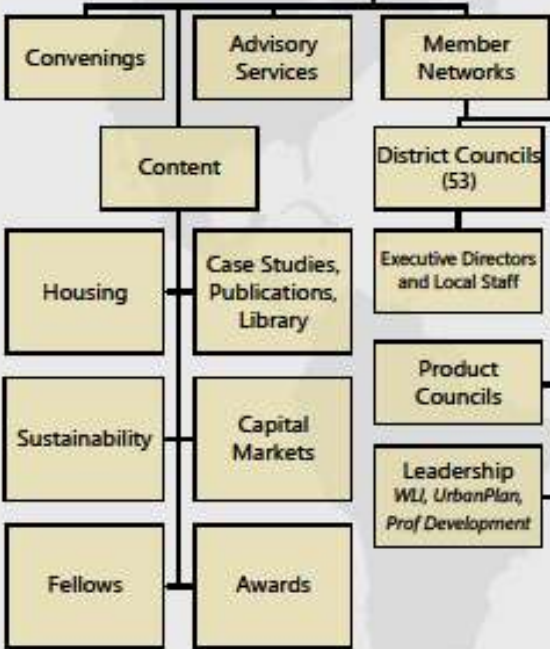 Convenings
Advisory
Services
Member
Networks
Content
District Councils
(53)
Housing
Case Studies,
Publications,
Library
Executive Directors
and Local Staff
Sustainability
Capital
Markets
Product
Councils
Leadership
WLI, UrbanPlan,
Prof Development
Fellows
Awards